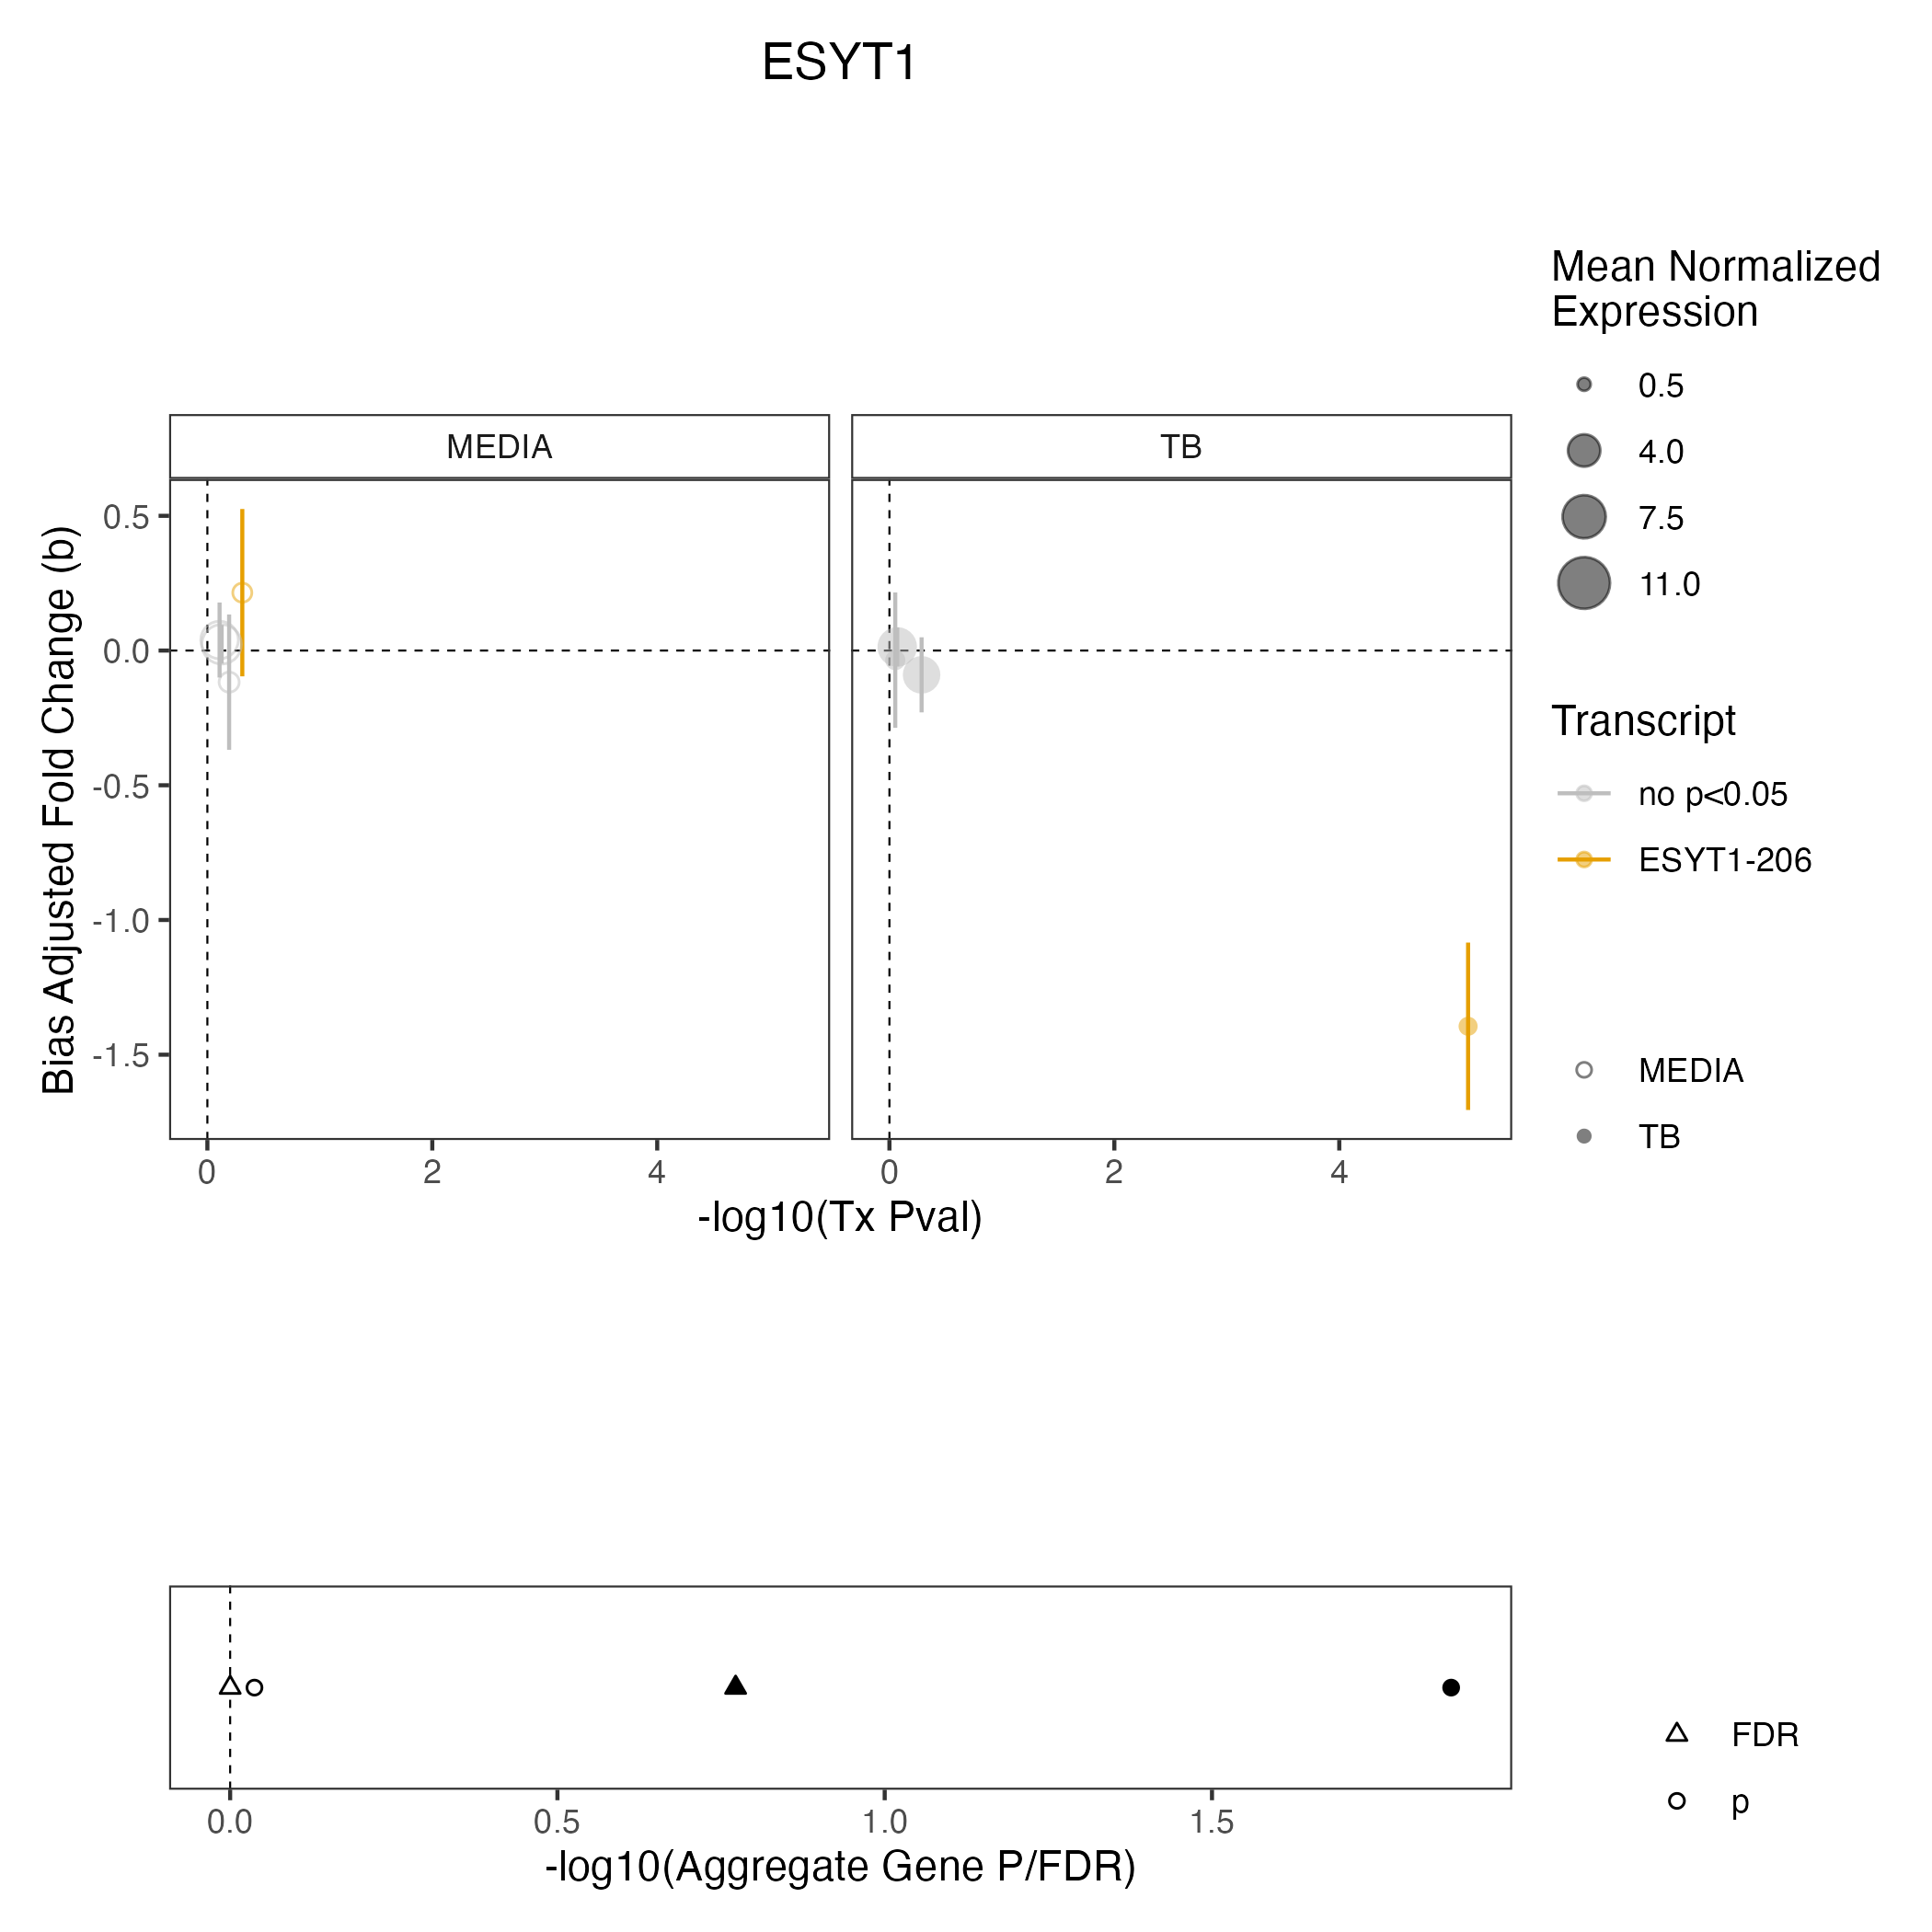 ESYT1
MEDIA
TB
0.5
0.0
-0.5
-1.0
-1.5
Bias Adjusted Fold Change (b)
0
2
4
0
2
4
-log10(Tx Pval)
Mean Normalized
Expression
0.5
4.0
7.5
11.0
Transcript
no p<0.05
ESYT1-206
MEDIA
TB
0.0
0.5
1.0
1.5
-log10(Aggregate Gene P/FDR)
FDR
p